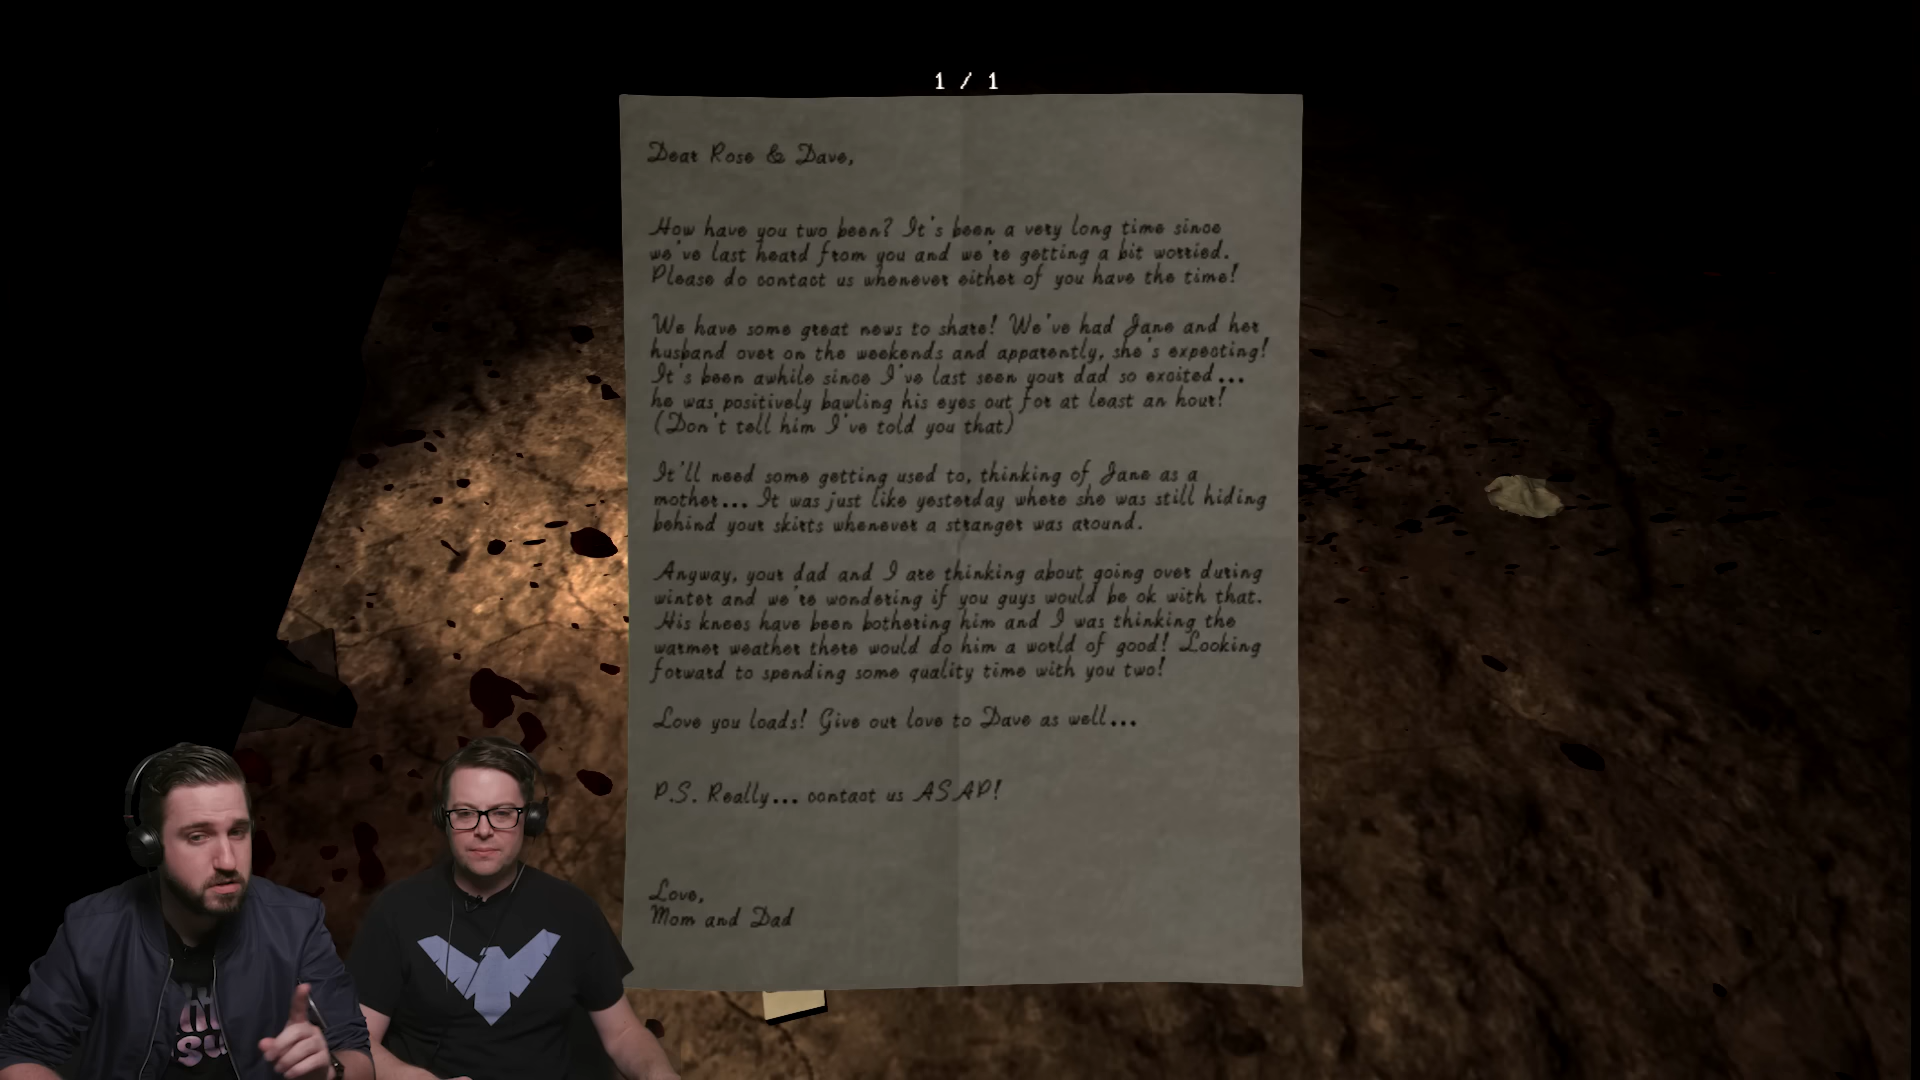 1 / 1
Dear Rose & Dave,
How have you two been? It's been a very long time since
we've last heard from you and we're getting a bit worried.
Please do contact us whenever either of you have the time!
We have some great news to share! We've had Jane and her
husband over on the weekends and apparently, she's expecting!
It's been awhile since I've last seen your dad so excited...
he was positively bawling his eyes out for at least an hour!
(Don't tell him I've told you that)
It'll need some getting used to, thinking of Jane as a
mother... It was just like yesterday where she was still hiding
behind your skirts whenever a stranger was around.
Anyway, your dad and I are thinking about going over during
winter and we're wondering if you guys would be ok with that.
His knees have been bothering him and I was thinking the
warmer weather there would do him a world of good! Looking
forward to spending some quality time with you two!
Love you loads! Give our love to Dave as well...
P.S. Really... contact us ASAP!
Love,
Mom and Dad